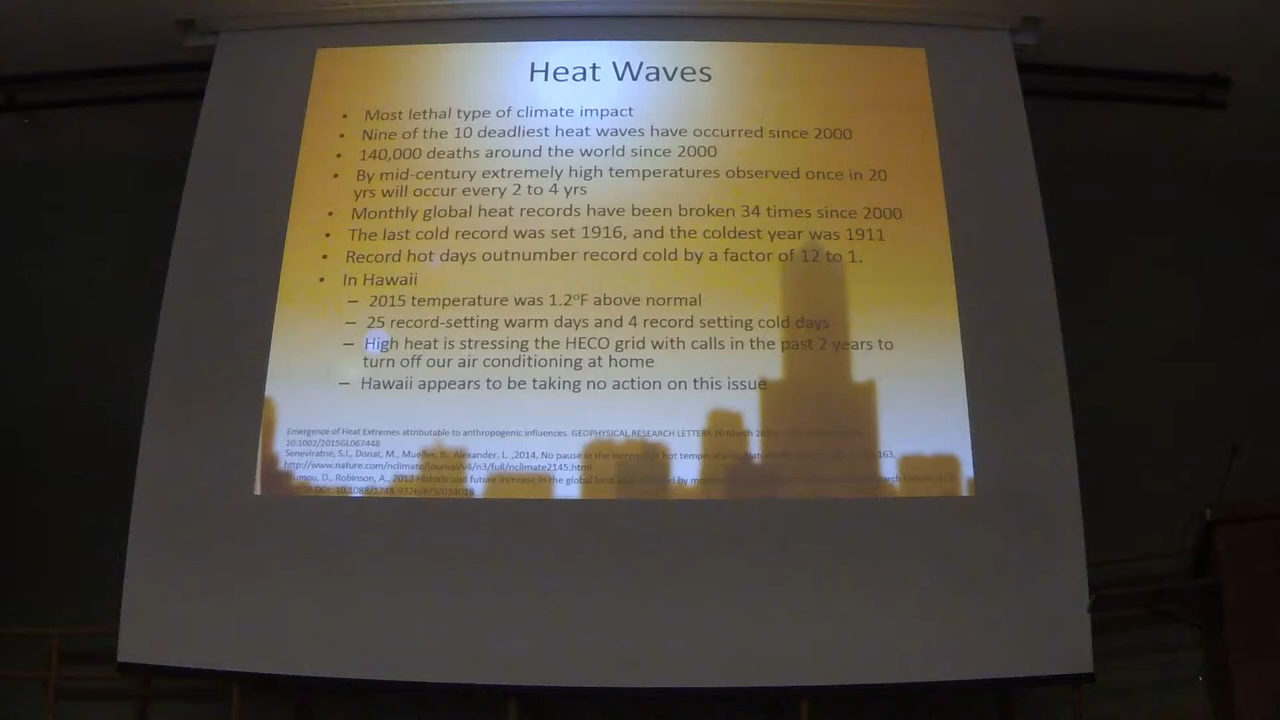 Heat Waves
• Most lethal type of climate impact
• Nine of the 10 deadliest heat waves have occurred since 2000
• 140,000 deaths around the world since 2000
• By mid-century extremely high temperatures observed once in 20
yrs will occur every 2 to 4 yrs
• Monthly global heat records have been broken 34 times since 2000
• The last cold record was set 1916, and the coldest year was 1911
• Record hot days outnumber record cold by a factor of 12 to 1.
• In Hawaii
– 2015 temperature was 1.2°F above normal
– 25 record-setting warm days and 4 record setting cold days
– High heat is stressing the HECO grid with calls in the past 2 years to
turn off our air conditioning at home
– Hawaii appears to be taking no action on this issue
Emergence of Heat Extremes attributable to anthropogenic influences. GEOPHYSICAL RESEARCH LETTERS 16 March
10.1002/2015GL067448
Seneviratne, S.I., Donat, M., Mueller, B., Alexander, L. ,2014, No pause in the increase of hot temperatures,
http://www.nature.com/nclimate/journal/v4/n3/full/nclimate2145.html
D., Robinson, A., 2013 Historic and future increase in the global land area by
DOI: 10.1088/1748-9326/8/3/034018